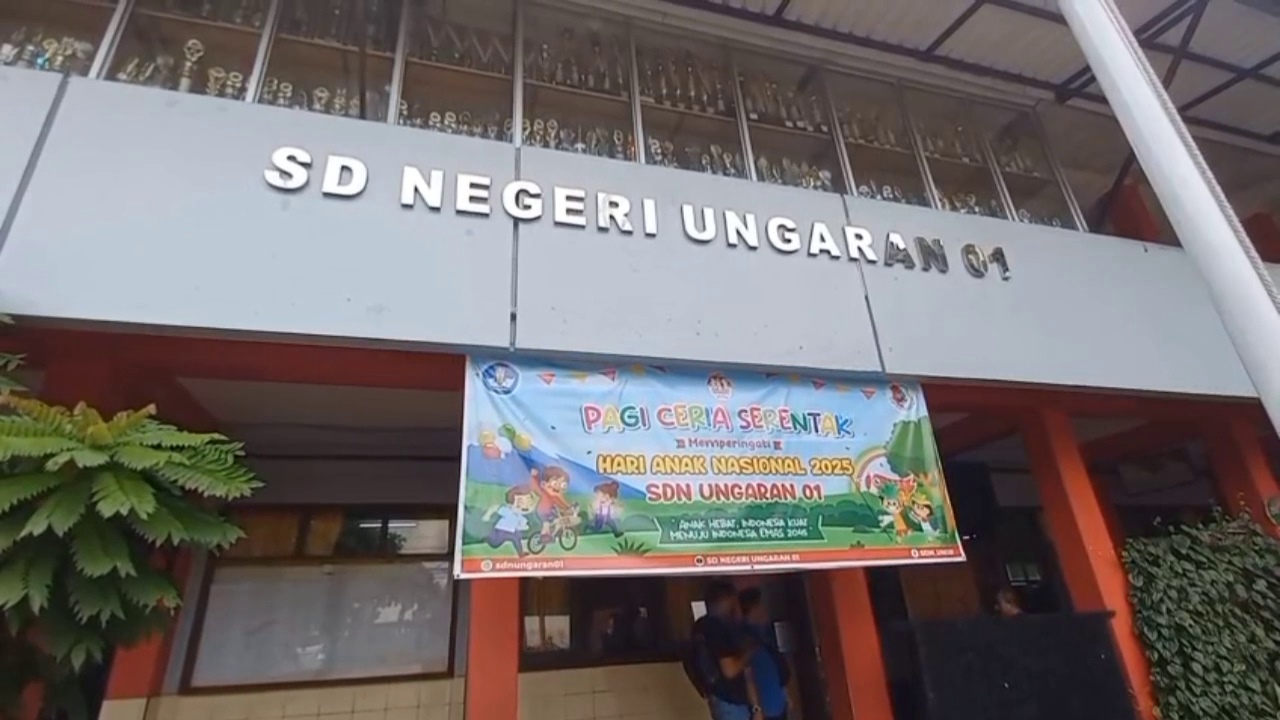 SD NEGERI UNGARAN 01
PAGI CERIA SERENTAK
Memperingati
HARI ANAK NASIONAL 2025
SDN UNGARAN 01
ANAK HEBAT, INDONESIA KUAT
MENUJU INDONESIA EMAS 2045
sdnungaran01
SD NEGERI UNGARAN 01